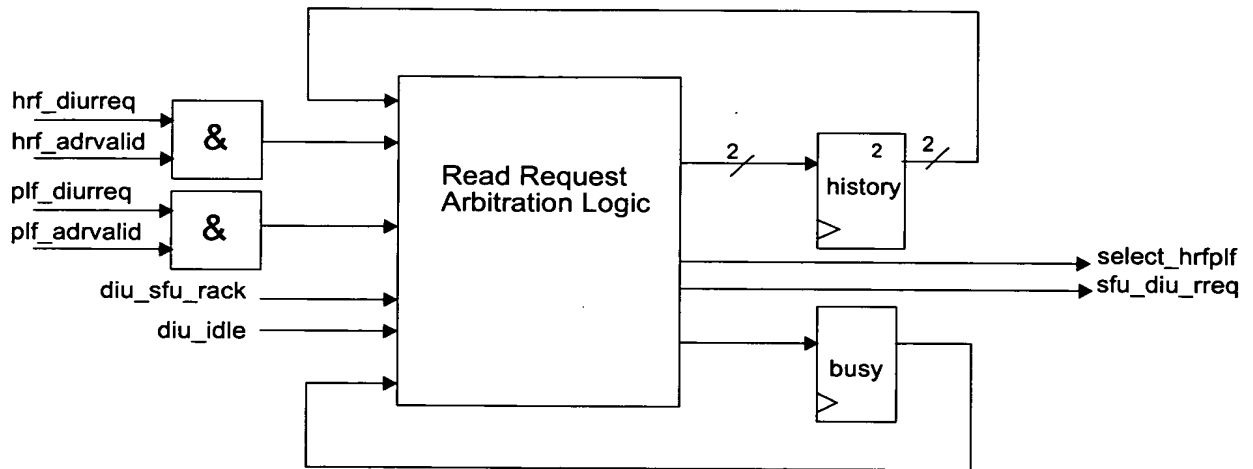 hrf_diurreq
hrf_adrvalid
&
plf_diurreq
plf_adrvalid
&
diu_sfu_rack
diu_idle
Read Request
Arbitration Logic
2
2
2
history
select_hrfplf
sfu_diu_rreq
busy